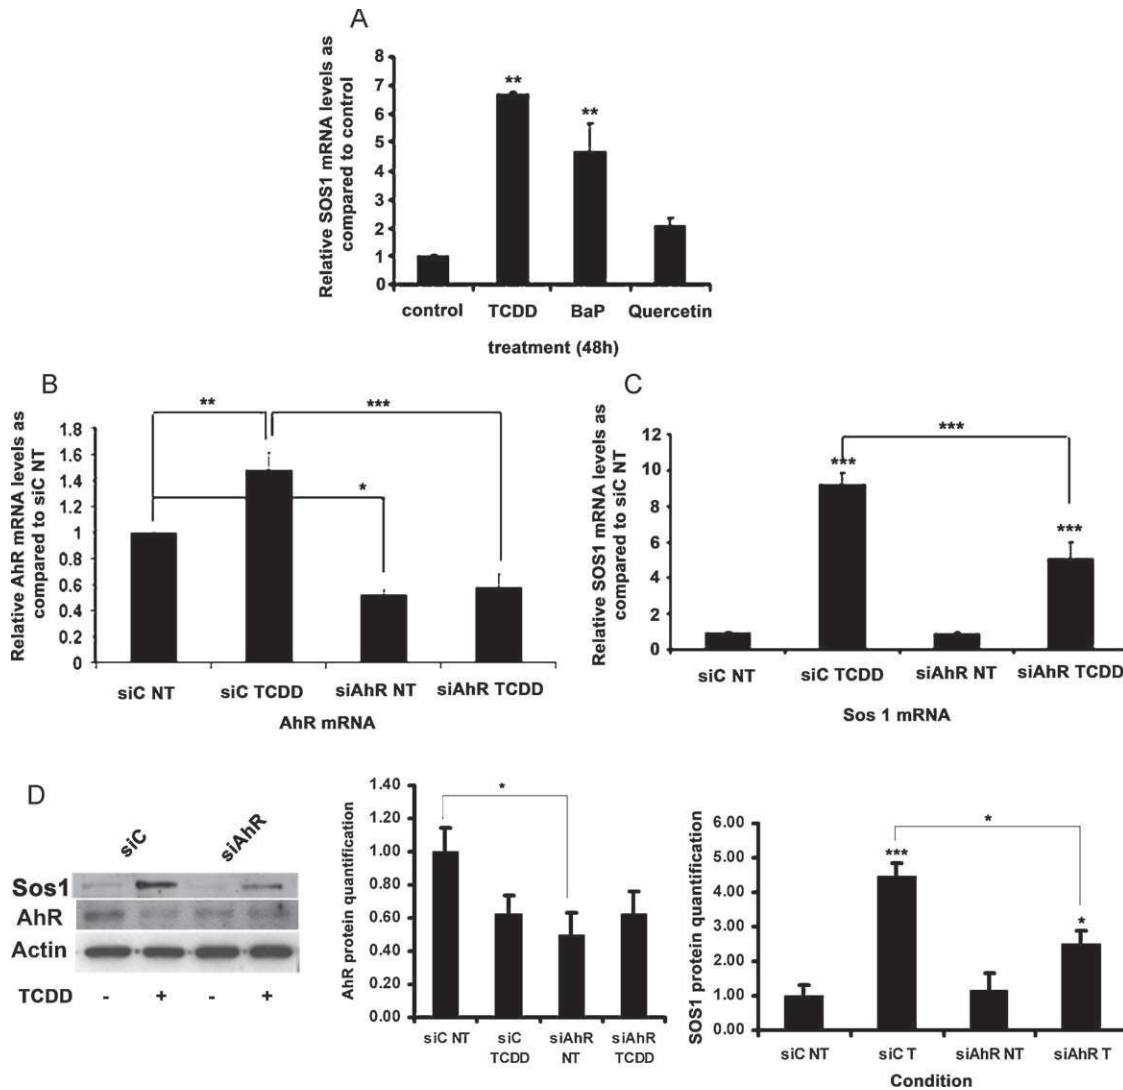 A
Relative SOS1 mRNA levels as
compared to control
8
7
6
5
4
3
2
1
0
**
**
control TCDD BaP Quercetin
treatment (48h)
B
Relative AhR mRNA levels as
compared to siC NT
1.8
1.6
1.4
1.2
1
0.8
0.6
0.4
0.2
0
**
***
*
siC NT siC TCDD siAhR NT siAhR TCDD
AhR mRNA
C
Relative SOS1 mRNA levels as
compared to siC NT
12
10
8
6
4
2
0
***
***
***
siC NT siC TCDD siAhR NT siAhR TCDD
Sos 1 mRNA
D
siC siAhR
Sos1
AhR
Actin
TCDD - + - +
AhR protein quantification
1.40
1.20
1.00
0.80
0.60
0.40
0.20
0.00
*
siC NT siC TCDD siAhR NT siAhR TCDD
SOS1 protein quantification
6.00
5.00
4.00
3.00
2.00
1.00
0.00
*
***
*
siC NT siC T siAhR NT siAhR T
Condition